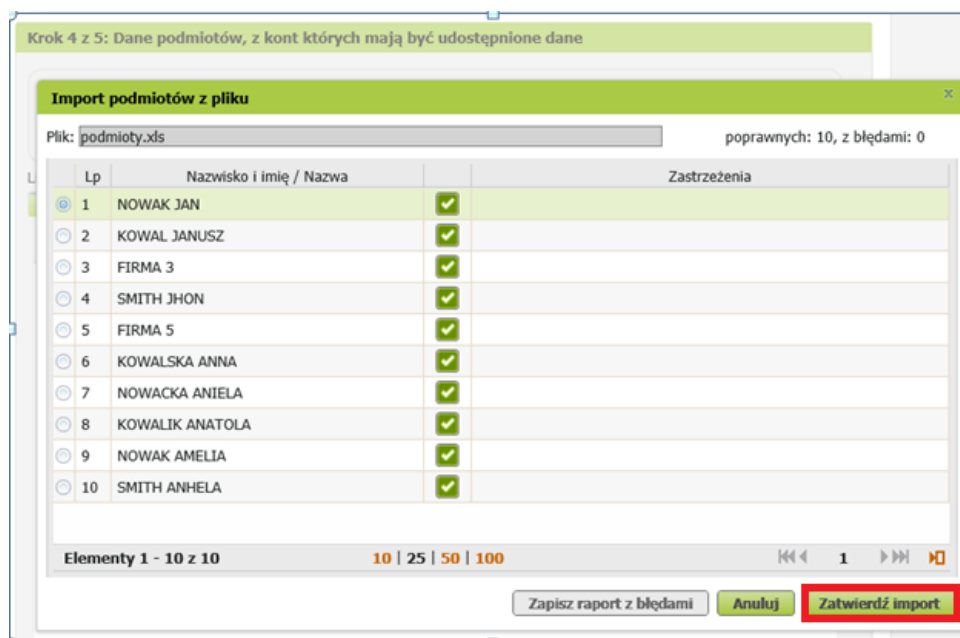 Krok 4 z 5: Dane podmiotów, z kont których mają być udostępnione dane
Import podmiotów z pliku x
Plik: podmioty.xls poprawnych: 10, z błędami: 0
Lp Nazwisko i imię / Nazwa Zastrzeżenia
1 NOWAK JAN
2 KOWAL JANUSZ
3 FIRMA 3
4 SMITH JHON
5 FIRMA 5
6 KOWALSKA ANNA
7 NOWACKA ANIELA
8 KOWALIK ANATOLA
9 NOWAK AMELIA
10 SMITH ANHELA
Elementy 1 - 10 z 10 10 | 25 | 50 | 100 1
Zapisz raport z błędami Anuluj Zatwierdź import